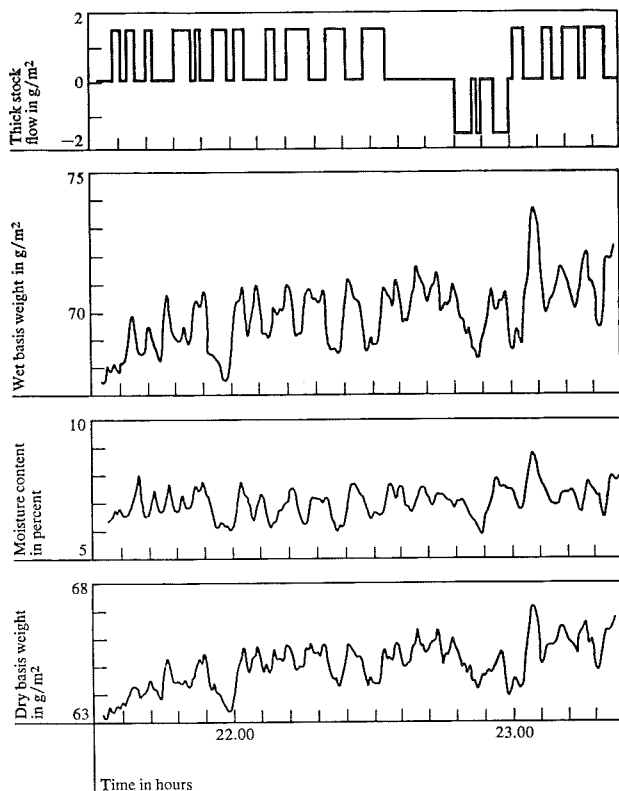 2
0
−2
Thick stock
flow in g/m²
75
70
Wet basis weight in g/m²
10
5
Moisture content
in percent
68
63
Dry basis weight
in g/m²
22.00
23.00
Time in hours